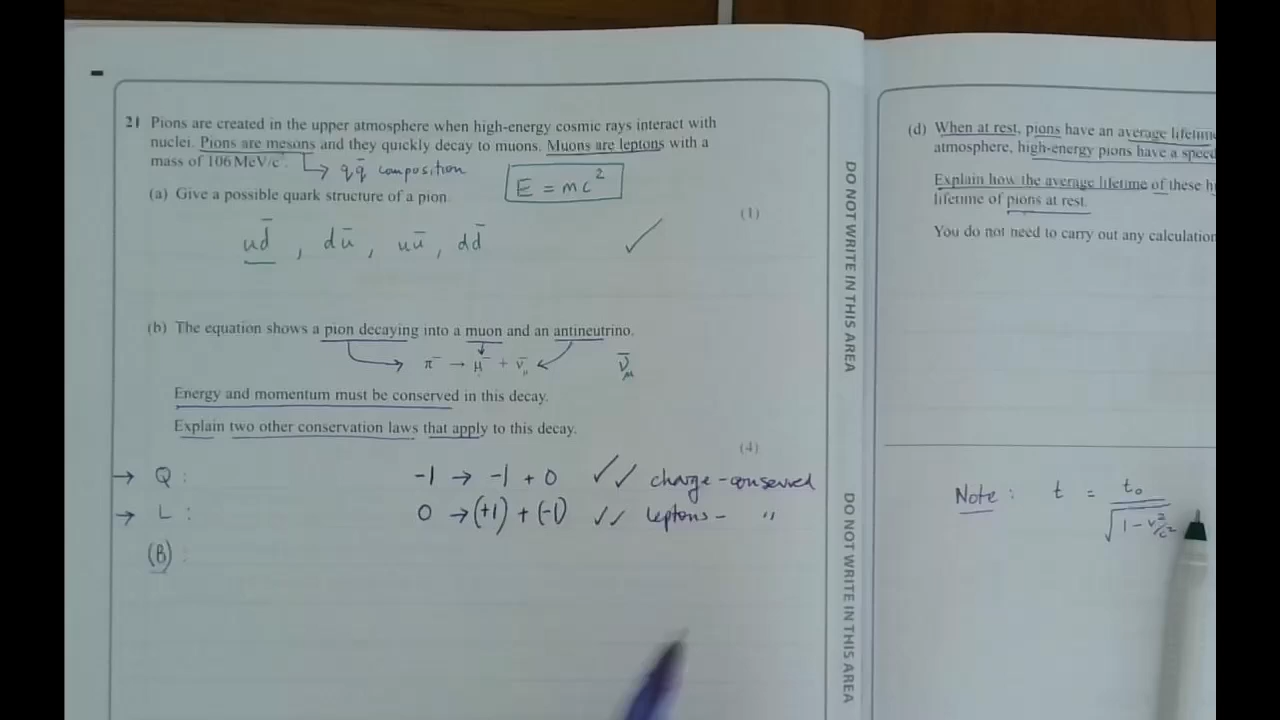 21 Pions are created in the upper atmosphere when high-energy cosmic rays interact with
nuclei. Pions are mesons and they quickly decay to muons. Muons are leptons with a
mass of 106 MeV/c².
qq̄ composition
E = mc²
(a) Give a possible quark structure of a pion.
(1)
ud̄ , dū , uū , dd̄ ✓
(b) The equation shows a pion decaying into a muon and an antineutrino.
π⁻ → μ⁻ + ν̄μ
ν̄μ
Energy and momentum must be conserved in this decay.
Explain two other conservation laws that apply to this decay.
(4)
→ Q : -1 → -1 + 0 ✓✓ charge - conserved
→ L : 0 → (+1) + (-1) ✓✓ leptons - "
(B) :
DO NOT WRITE IN THIS AREA
DO NOT WRITE IN THIS AREA
(d) When at rest, pions have an average lifetime
atmosphere, high-energy pions have a speed
Explain how the average lifetime of these h
lifetime of pions at rest.
You do not need to carry out any calculation
Note : t = t₀ / √(1 - v²/c²)